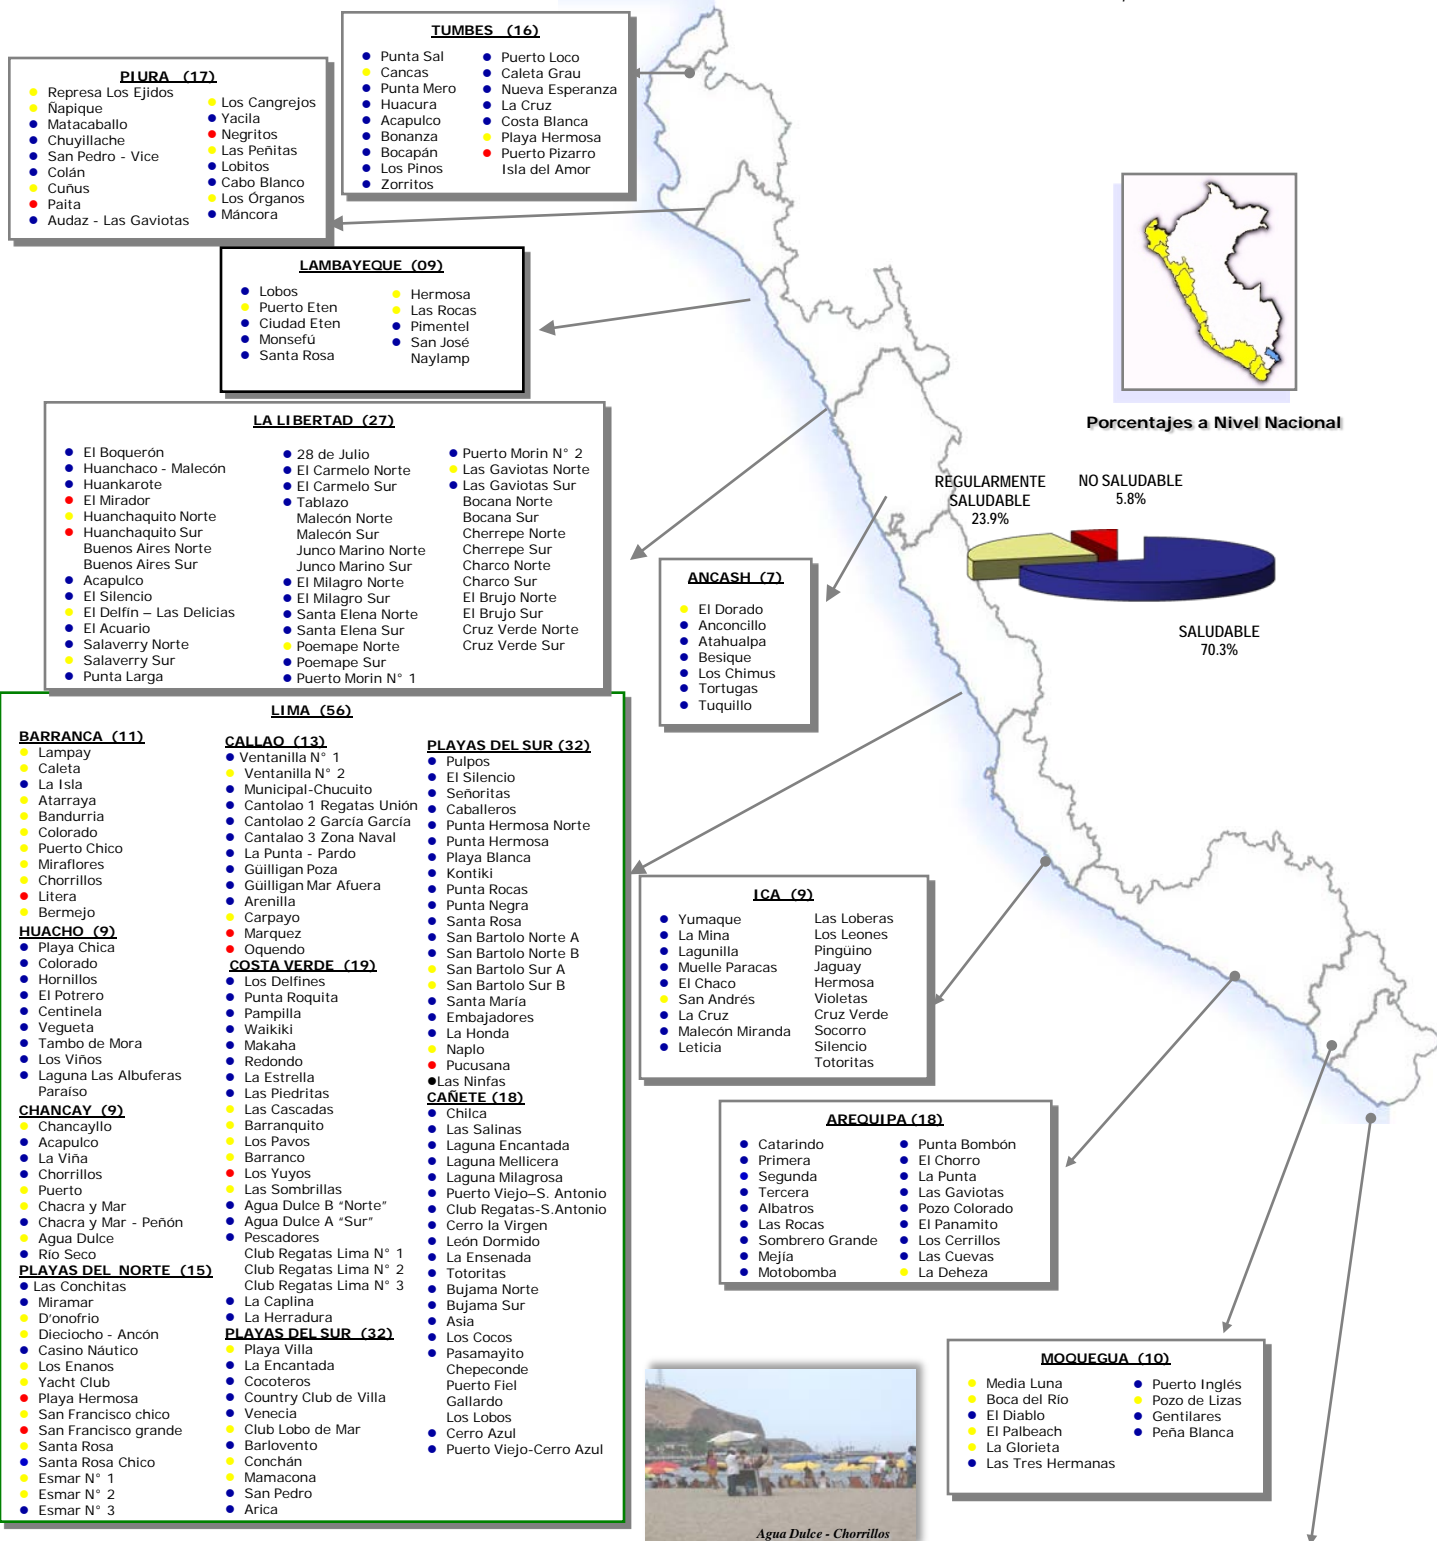 TUMBES (16)
Punta Sal
Cancas
Punta Mero
Huacura
Acapulco
Bonanza
Bocapán
Los Pinos
Zorritos
Puerto Loco
Caleta Grau
Nueva Esperanza
La Cruz
Costa Blanca
Playa Hermosa
Puerto Pizarro
Isla del Amor
PIURA (17)
Represa Los Ejidos
Ñapique
Matacaballo
Chuyillache
San Pedro - Vice
Colán
Cuñus
Paita
Audaz - Las Gaviotas
Los Cangrejos
Yacila
Negritos
Las Peñitas
Lobitos
Cabo Blanco
Los Órganos
Máncora
LAMBAYEQUE (09)
Lobos
Puerto Eten
Ciudad Eten
Monsefú
Santa Rosa
Hermosa
Las Rocas
Pimentel
San José
Naylamp
Porcentajes a Nivel Nacional
REGULARMENTE
SALUDABLE
23.9%
NO SALUDABLE
5.8%
SALUDABLE
70.3%
LA LIBERTAD (27)
El Boquerón
Huanchaco - Malecón
Huankarote
El Mirador
Huanchaquito Norte
Huanchaquito Sur
Buenos Aires Norte
Buenos Aires Sur
Acapulco
El Silencio
El Delfín – Las Delicias
El Acuario
Salaverry Norte
Salaverry Sur
Punta Larga
28 de Julio
El Carmelo Norte
El Carmelo Sur
Tablazo
Malecón Norte
Malecón Sur
Junco Marino Norte
Junco Marino Sur
El Milagro Norte
El Milagro Sur
Santa Elena Norte
Santa Elena Sur
Poemape Norte
Poemape Sur
Puerto Morin N° 1
Puerto Morin N° 2
Las Gaviotas Norte
Las Gaviotas Sur
Bocana Norte
Bocana Sur
Cherrepe Norte
Cherrepe Sur
Charco Norte
Charco Sur
El Brujo Norte
El Brujo Sur
Cruz Verde Norte
Cruz Verde Sur
ANCASH (7)
El Dorado
Anconcillo
Atahualpa
Besique
Los Chimus
Tortugas
Tuquillo
LIMA (56)
BARRANCA (11)
Lampay
Caleta
La Isla
Atarraya
Bandurria
Colorado
Puerto Chico
Miraflores
Chorrillos
Litera
Bermejo
HUACHO (9)
Playa Chica
Colorado
Hornillos
El Potrero
Centinela
Vegueta
Tambo de Mora
Los Viños
Laguna Las Albuferas
Paraíso
CHANCAY (9)
Chancayllo
Acapulco
La Viña
Chorrillos
Puerto
Chacra y Mar
Chacra y Mar - Peñón
Agua Dulce
Río Seco
PLAYAS DEL NORTE (15)
Las Conchitas
Miramar
D'onofrio
Dieciocho - Ancón
Casino Náutico
Los Enanos
Yacht Club
Playa Hermosa
San Francisco chico
San Francisco grande
Santa Rosa
Santa Rosa Chico
Esmar N° 1
Esmar N° 2
Esmar N° 3
CALLAO (13)
Ventanilla N° 1
Ventanilla N° 2
Municipal-Chucuito
Cantolao 1 Regatas Unión
Cantolao 2 García García
Cantalao 3 Zona Naval
La Punta - Pardo
Güilligan Poza
Güilligan Mar Afuera
Arenilla
Carpayo
Marquez
Oquendo
COSTA VERDE (19)
Los Delfines
Punta Roquita
Pampilla
Waikiki
Makaha
Redondo
La Estrella
Las Piedritas
Las Cascadas
Barranquito
Los Pavos
Barranco
Los Yuyos
Las Sombrillas
Agua Dulce B "Norte"
Agua Dulce A "Sur"
Pescadores
Club Regatas Lima N° 1
Club Regatas Lima N° 2
Club Regatas Lima N° 3
La Caplina
La Herradura
PLAYAS DEL SUR (32)
Playa Villa
La Encantada
Cocoteros
Country Club de Villa
Venecia
Club Lobo de Mar
Barlovento
Conchán
Mamacona
San Pedro
Arica
PLAYAS DEL SUR (32)
Pulpos
El Silencio
Señoritas
Caballeros
Punta Hermosa Norte
Punta Hermosa
Playa Blanca
Kontiki
Punta Rocas
Punta Negra
Santa Rosa
San Bartolo Norte A
San Bartolo Norte B
San Bartolo Sur A
San Bartolo Sur B
Santa María
Embajadores
La Honda
Naplo
Pucusana
Las Ninfas
CAÑETE (18)
Chilca
Las Salinas
Laguna Encantada
Laguna Mellicera
Laguna Milagrosa
Puerto Viejo–S. Antonio
Club Regatas-S.Antonio
Cerro la Virgen
León Dormido
La Ensenada
Totoritas
Bujama Norte
Bujama Sur
Asia
Los Cocos
Pasamayito
Chepeconde
Puerto Fiel
Gallardo
Los Lobos
Cerro Azul
Puerto Viejo-Cerro Azul
ICA (9)
Yumaque
La Mina
Lagunilla
Muelle Paracas
El Chaco
San Andrés
La Cruz
Malecón Miranda
Leticia
Las Loberas
Los Leones
Pingüino
Jaguay
Hermosa
Violetas
Cruz Verde
Socorro
Silencio
Totoritas
AREQUIPA (18)
Catarindo
Primera
Segunda
Tercera
Albatros
Las Rocas
Sombrero Grande
Mejía
Motobomba
Punta Bombón
El Chorro
La Punta
Las Gaviotas
Pozo Colorado
El Panamito
Los Cerrillos
Las Cuevas
La Deheza
MOQUEGUA (10)
Media Luna
Boca del Río
El Diablo
El Palbeach
La Glorieta
Las Tres Hermanas
Puerto Inglés
Pozo de Lizas
Gentilares
Peña Blanca
Agua Dulce - Chorrillos